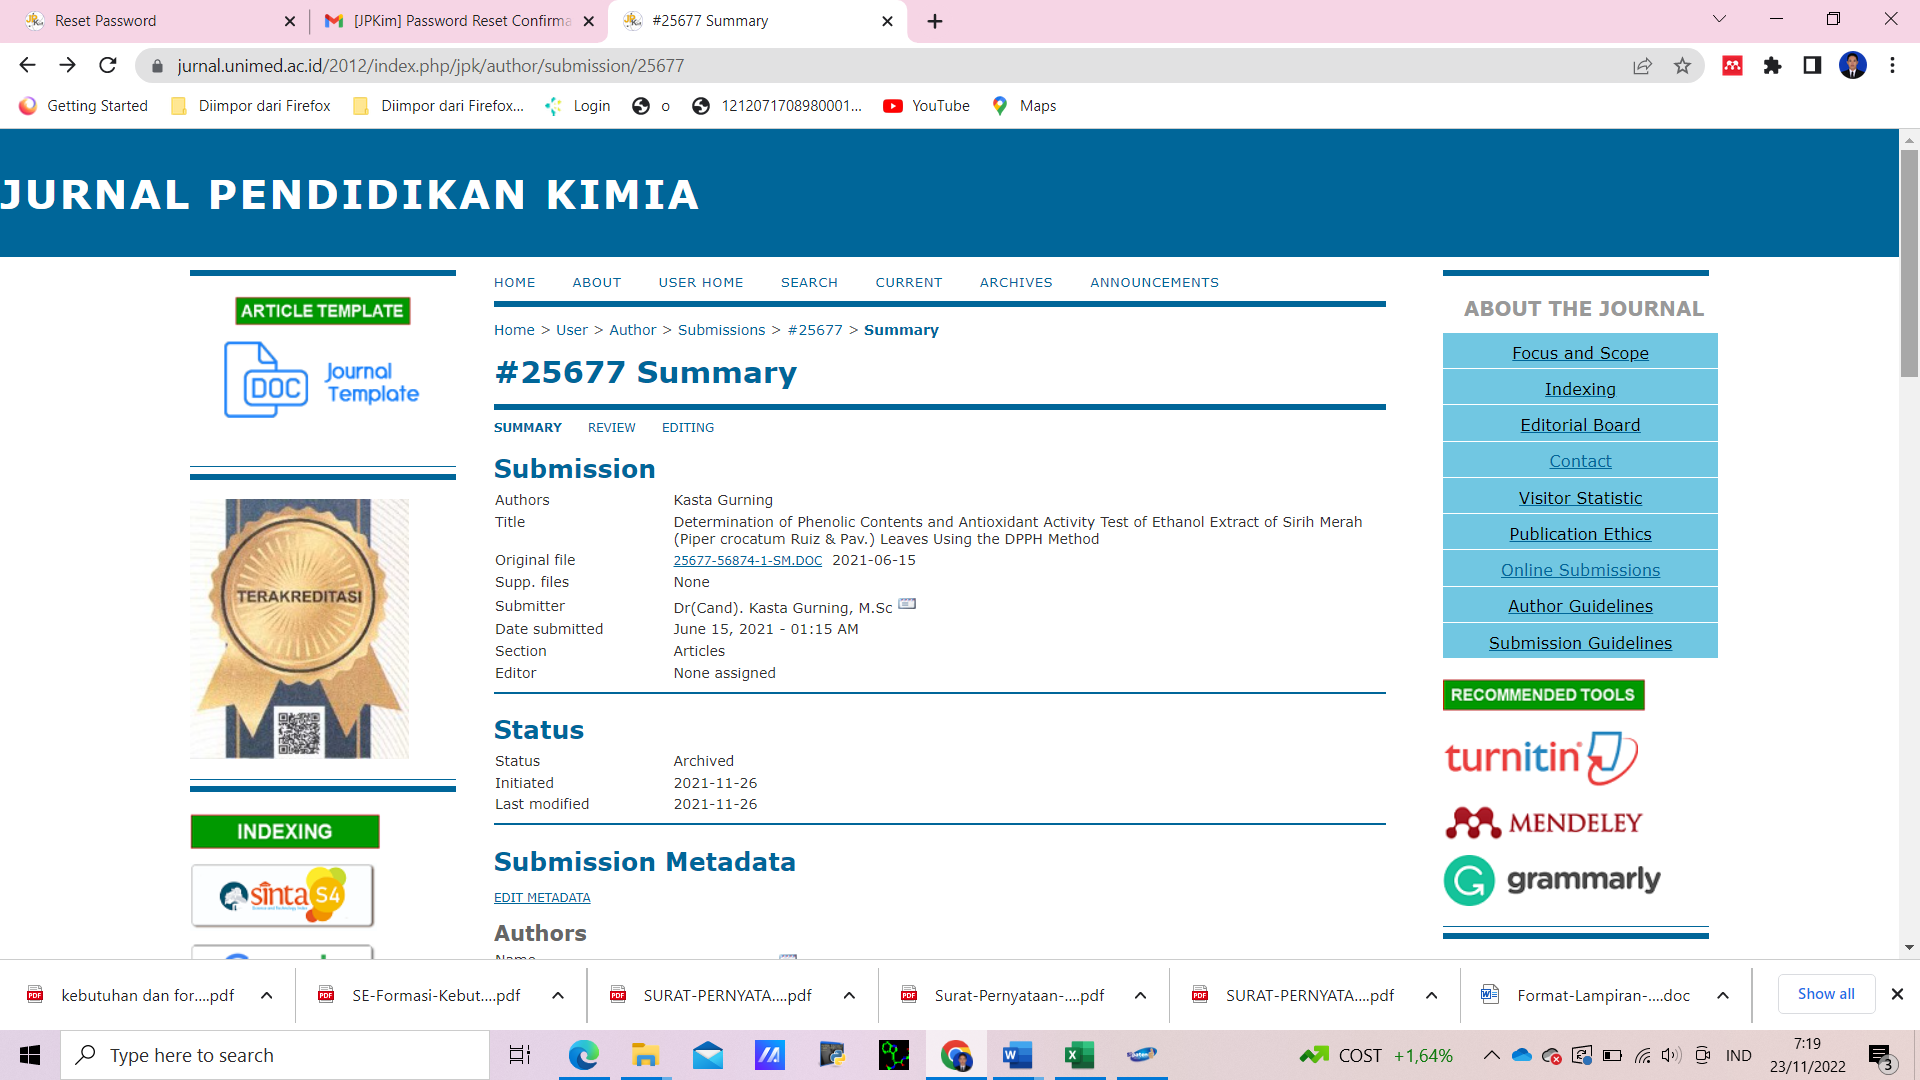 Reset Password
[JPKim] Password Reset Confirma
#25677 Summary
jurnal.unimed.ac.id/2012/index.php/jpk/author/submission/25677
Getting Started
Diimpor dari Firefox
Diimpor dari Firefox...
Login
o
1212071708980001...
YouTube
Maps
JURNAL PENDIDIKAN KIMIA
ARTICLE TEMPLATE
DOC
Journal
Template
TERAKREDITASI
INDEXING
sinta S4
HOME ABOUT USER HOME SEARCH CURRENT ARCHIVES ANNOUNCEMENTS
Home > User > Author > Submissions > #25677 > Summary
#25677 Summary
SUMMARY REVIEW EDITING
Submission
Authors Kasta Gurning
Title Determination of Phenolic Contents and Antioxidant Activity Test of Ethanol Extract of Sirih Merah
(Piper crocatum Ruiz & Pav.) Leaves Using the DPPH Method
Original file 25677-56874-1-SM.DOC 2021-06-15
Supp. files None
Submitter Dr(Cand). Kasta Gurning, M.Sc
Date submitted June 15, 2021 - 01:15 AM
Section Articles
Editor None assigned
Status
Status Archived
Initiated 2021-11-26
Last modified 2021-11-26
Submission Metadata
EDIT METADATA
Authors
Name
ABOUT THE JOURNAL
Focus and Scope
Indexing
Editorial Board
Contact
Visitor Statistic
Publication Ethics
Online Submissions
Author Guidelines
Submission Guidelines
RECOMMENDED TOOLS
turnitin
MENDELEY
grammarly
kebutuhan dan for....pdf
SE-Formasi-Kebut....pdf
SURAT-PERNYATA....pdf
Surat-Pernyataan-....pdf
SURAT-PERNYATA....pdf
Format-Lampiran-....doc
Show all
Type here to search
COST +1,64%
IND
7:19
23/11/2022
3